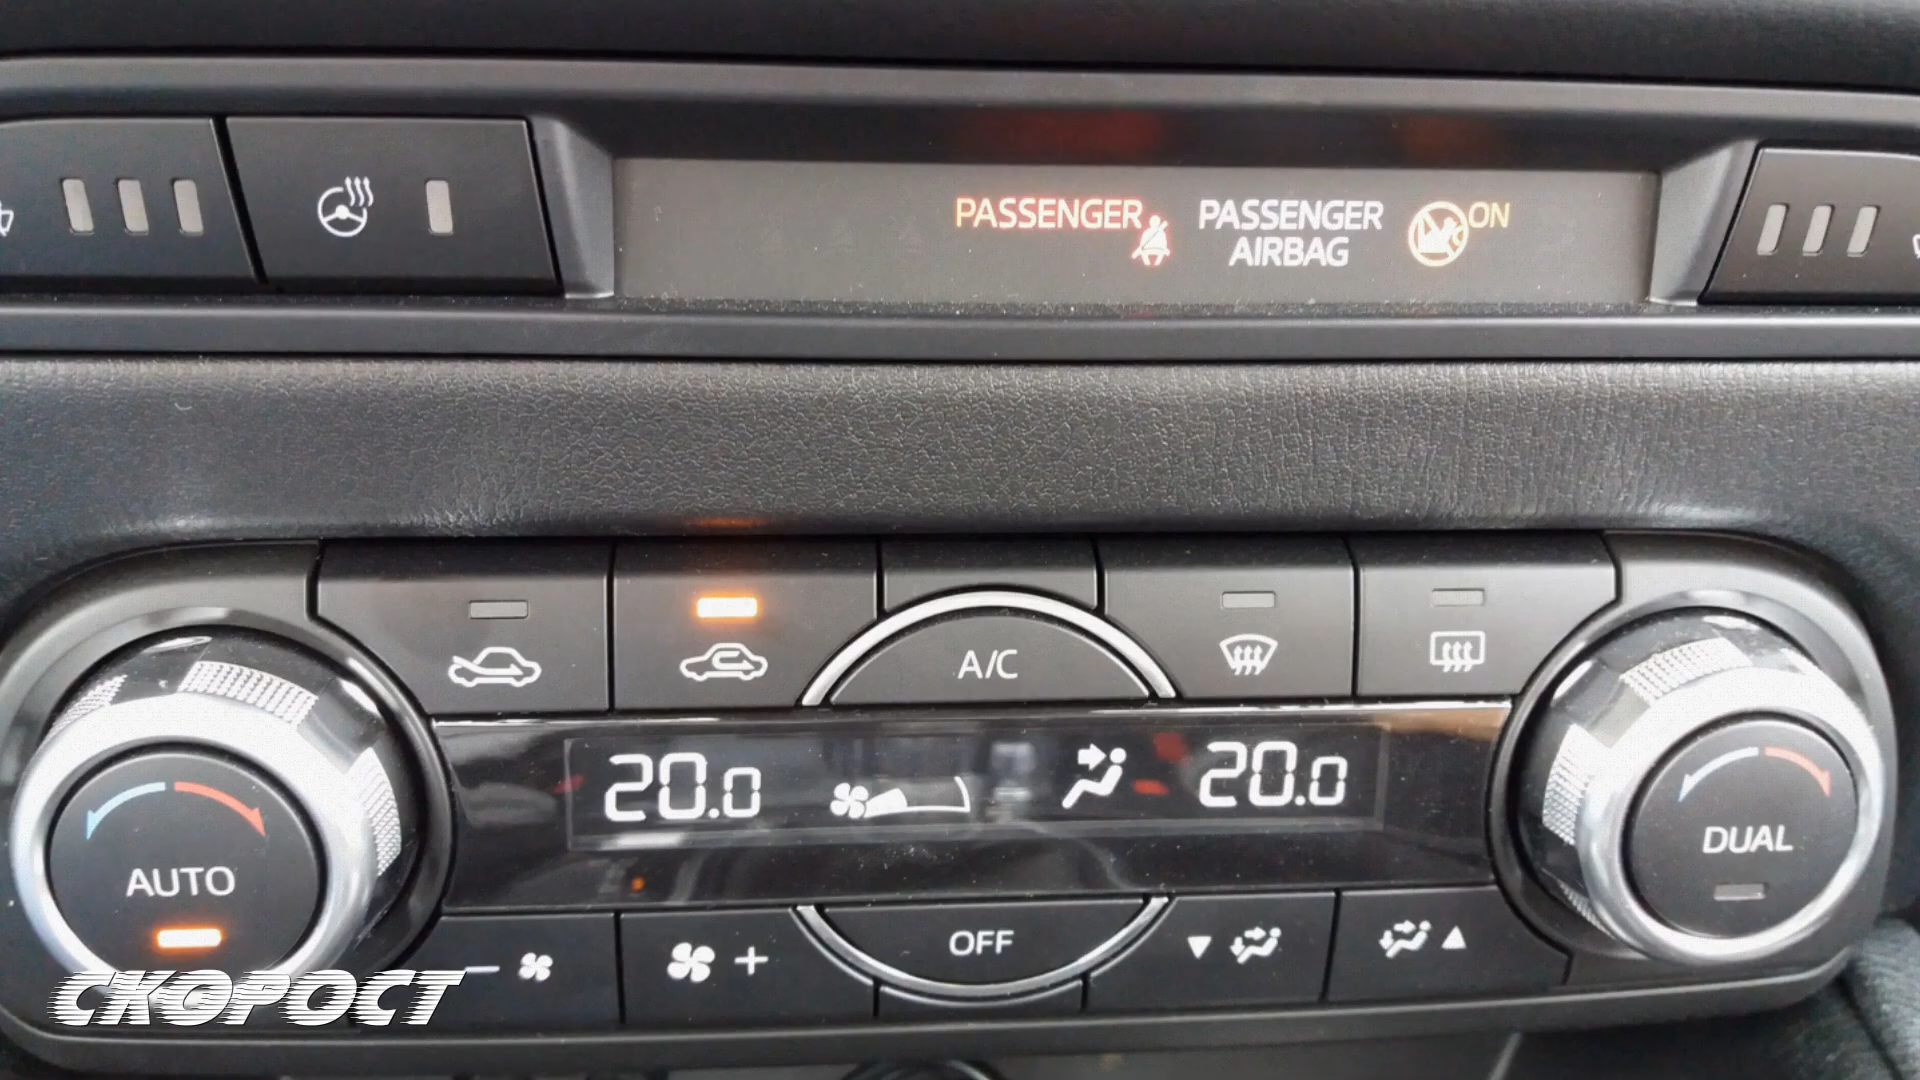 PASSENGER
PASSENGER
AIRBAG
ON
A/C
20.0
20.0
AUTO
DUAL
OFF
СКОРОСТ